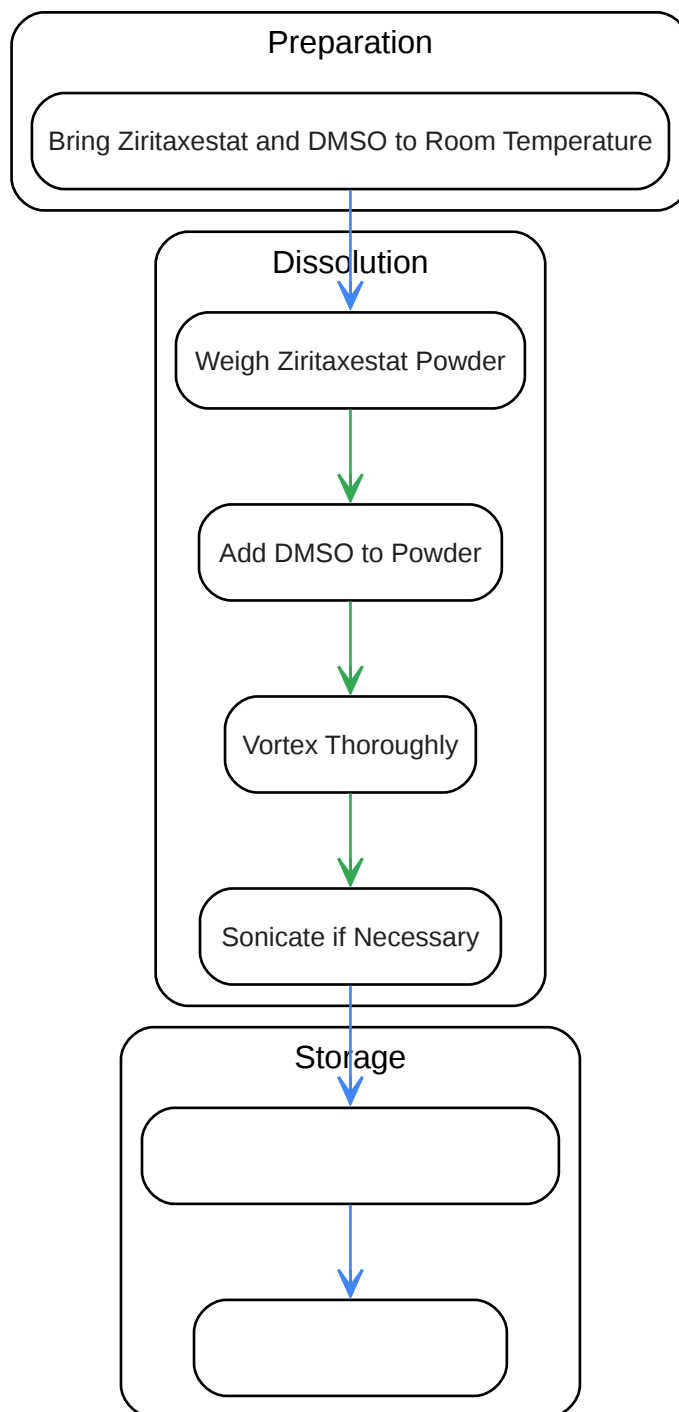 Preparation
Bring Ziritaxestat and DMSO to Room Temperature
Dissolution
Weigh Ziritaxestat Powder
Add DMSO to Powder
Vortex Thoroughly
Sonicate if Necessary
Storage